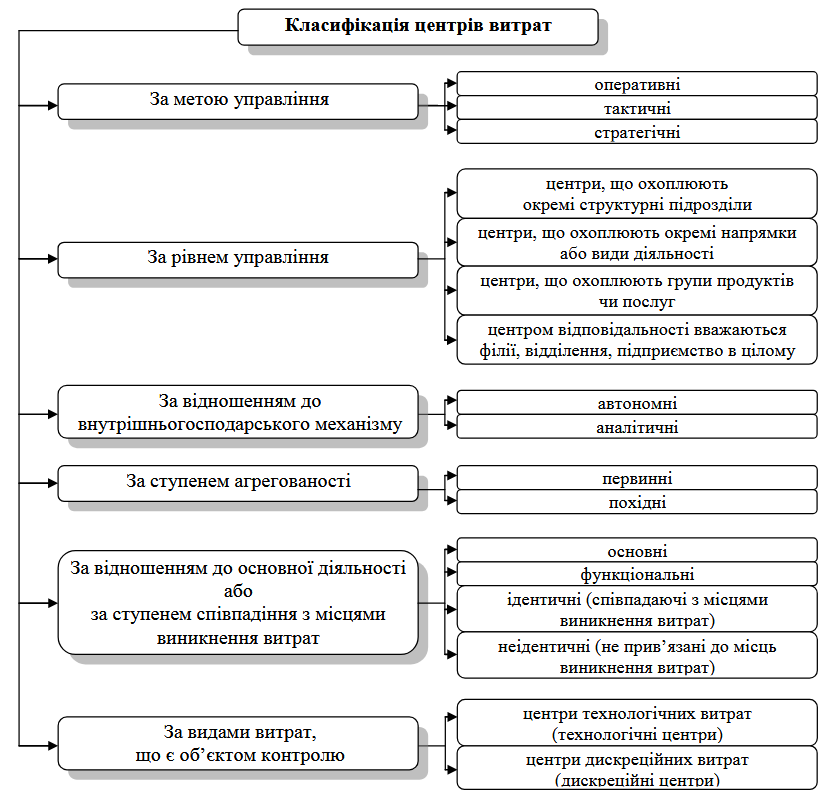 Класифікація центрів витрат
За метою управління
оперативні
тактичні
стратегічні
За рівнем управління
центри, що охоплюють
окремі структурні підрозділи
центри, що охоплюють окремі напрямки
або види діяльності
центри, що охоплюють групи продуктів
чи послуг
центром відповідальності вважаються
філії, відділення, підприємство в цілому
За відношенням до
внутрішньогосподарського механізму
автономні
аналітичні
За ступенем агрегованості
первинні
похідні
За відношенням до основної діяльності
або
за ступенем співпадіння з місцями
виникнення витрат
основні
функціональні
ідентичні (співпадаючі з місцями
виникнення витрат)
неідентичні (не прив’язані до місць
виникнення витрат)
За видами витрат,
що є об’єктом контролю
центри технологічних витрат
(технологічні центри)
центри дискреційних витрат
(дискреційні центри)